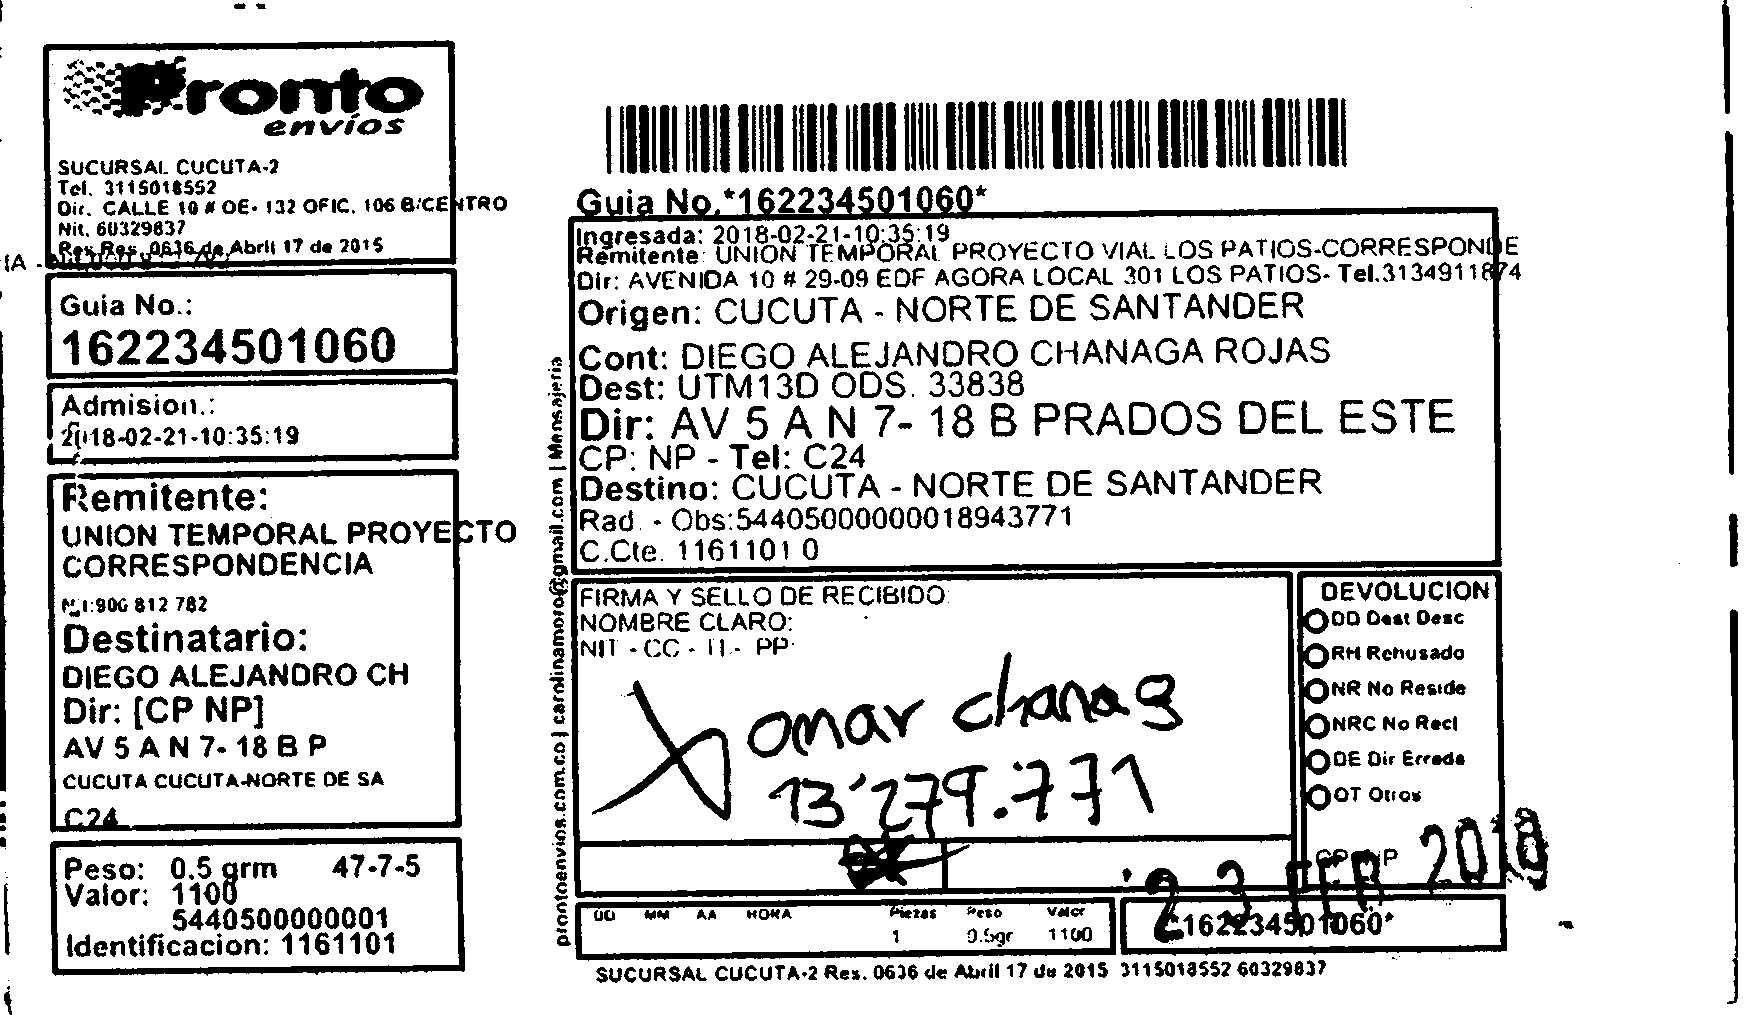 Pronto
envíos
SUCURSAL CUCUTA-2
Tel. 3115018552
Dir. CALLE 10 # OE- 132 OFIC. 106 B/CENTRO
Nit. 60329837
Res Res. 0636 de Abril 17 de 2015
Guia No.:
162234501060
Admision.:
2018-02-21-10:35:19
Remitente:
UNION TEMPORAL PROYECTO
CORRESPONDENCIA
812 782
Destinatario:
DIEGO ALEJANDRO CH
Dir: [CP NP]
AV 5 A N 7- 18 B P
CUCUTA CUCUTA-NORTE DE SA
C24
Peso: 0.5 grm 47-7-5
Valor: 1100
5440500000001
Identificacion: 1161101
prontoenvios.com.co | carolinamoro@gmail.com | Mensajeria
Guia No.*162234501060*
Ingresada: 2018-02-21-10:35:19
Remitente: UNION TEMPORAL PROYECTO VIAL LOS PATIOS-CORRESPONDE
Dir: AVENIDA 10 # 29-09 EDF AGORA LOCAL 301 LOS PATIOS- Tel.3134911874
Origen: CUCUTA - NORTE DE SANTANDER
Cont: DIEGO ALEJANDRO CHANAGA ROJAS
Dest: UTM13D ODS. 33838
Dir: AV 5 A N 7- 18 B PRADOS DEL ESTE
CP: NP - Tel: C24
Destino: CUCUTA - NORTE DE SANTANDER
Rad. - Obs:54405000000018943771
C.Cte. 1161101 0
FIRMA Y SELLO DE RECIBIDO:
NOMBRE CLARO:
NIT - CC - TI - PP:
omar chanag
13'279.771
DEVOLUCION
DD Dest Desc
RH Rehusado
NR No Reside
NRC No Recl
DE Dir Errada
OT Otros
23 FEB 2018
DD MM AA HORA Piezas Peso Valor
1 0.5gr 1100
*162234501060*
SUCURSAL CUCUTA-2 Res. 0636 de Abril 17 de 2015 3115018552 60329837